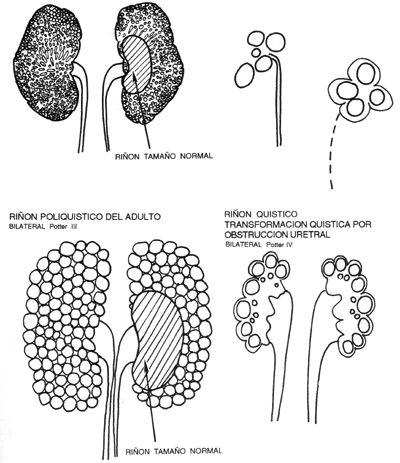 RIÑON TAMAÑO NORMAL
RIÑON POLIQUISTICO DEL ADULTO
BILATERAL Potter III
RIÑON QUISTICO
TRANSFORMACION QUISTICA POR
OBSTRUCCION URETRAL
BILATERAL Potter IV
RIÑON TAMAÑO NORMAL